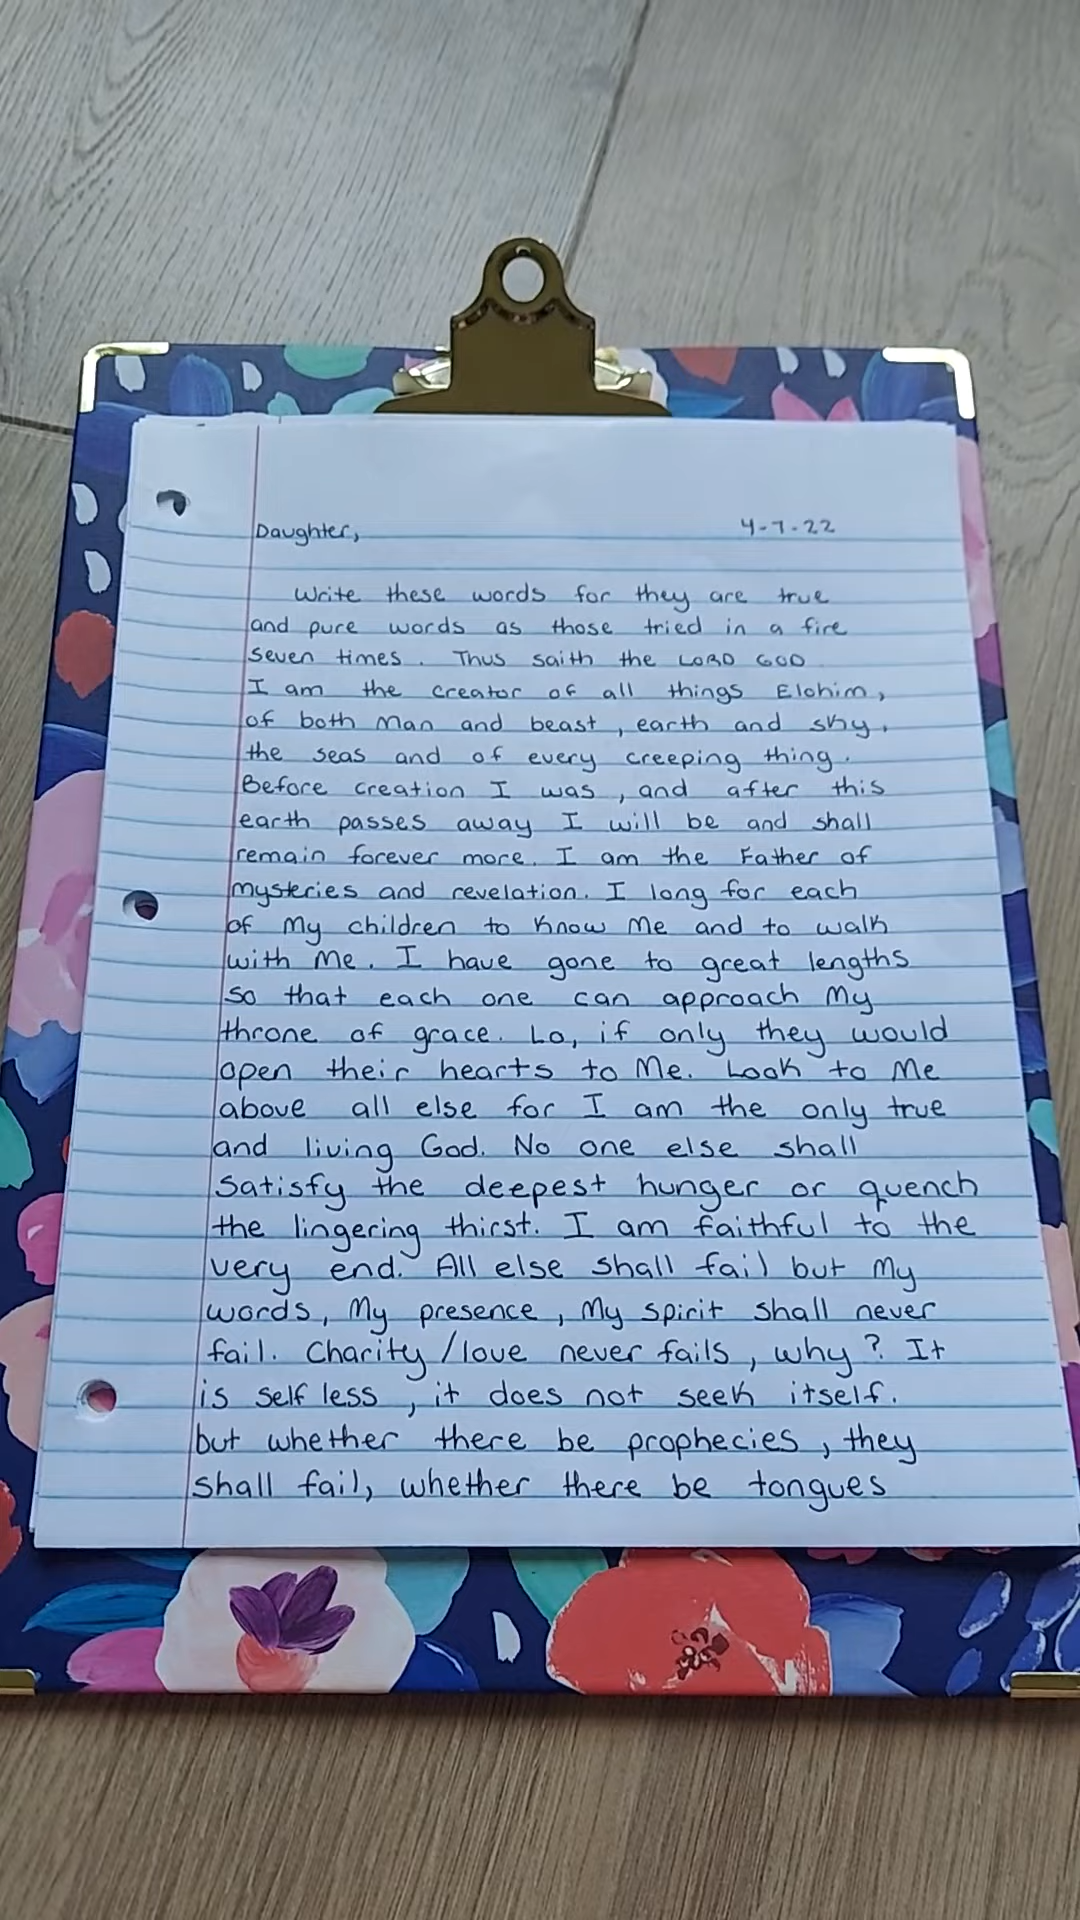 Daughter, 4-7-22
Write these words for they are true
and pure words as those tried in a fire
seven times. Thus saith the LORD GOD
I am the creator of all things Elohim,
of both man and beast, earth and sky,
the seas and of every creeping thing.
Before creation I was, and after this
earth passes away I will be and shall
remain forever more. I am the Father of
mysteries and revelation. I long for each
of My children to know Me and to walk
with Me. I have gone to great lengths
so that each one can approach My
throne of grace. Lo, if only they would
open their hearts to Me. Look to Me
above all else for I am the only true
and living God. No one else shall
satisfy the deepest hunger or quench
the lingering thirst. I am faithful to the
very end. All else shall fail but My
words, My presence, My spirit shall never
fail. Charity/love never fails, why? It
is selfless, it does not seek itself.
but whether there be prophecies, they
shall fail, whether there be tongues